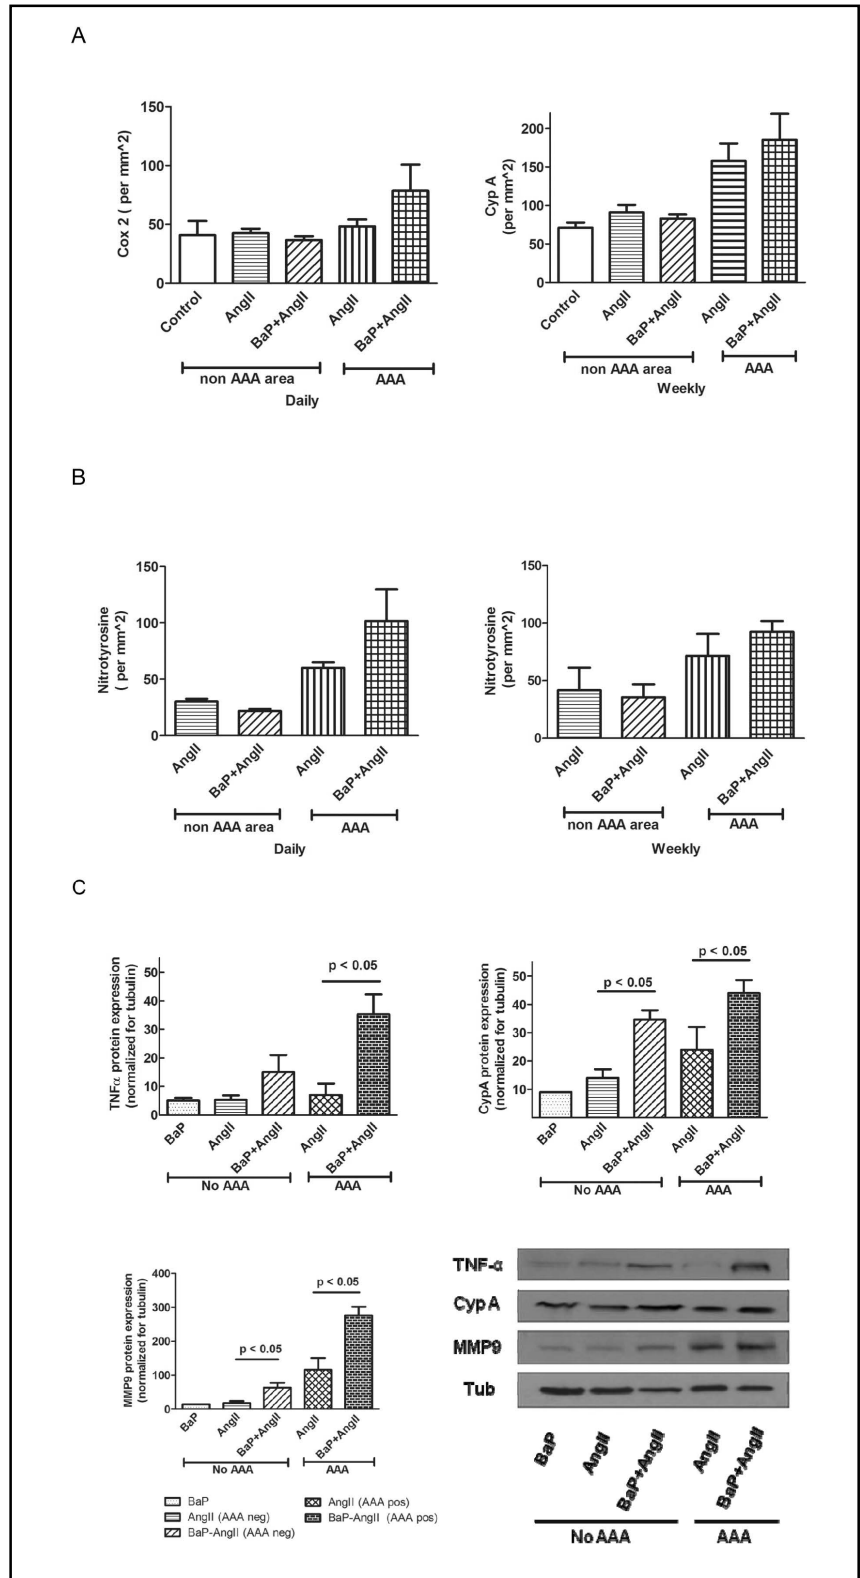 A
150
100
50
0
Cox 2 ( per mm^2)
Control
AngII
BaP+AngII
AngII
BaP+AngII
non AAA area
AAA
Daily
200
150
100
50
0
Cyp A
(per mm^2)
Control
AngII
BaP+AngII
AngII
BaP+AngII
non AAA area
AAA
Weekly
B
150
100
50
0
Nitrotyrosine
( per mm^2)
AngII
BaP+AngII
AngII
BaP+AngII
non AAA area
AAA
Daily
150
100
50
0
Nitrotyrosine
(per mm^2)
AngII
BaP+AngII
AngII
BaP+AngII
non AAA area
AAA
Weekly
C
p < 0.05
50
40
30
20
10
0
TNFα protein expression
(normalized for tubulin)
BaP
AngII
BaP+AngII
AngII
BaP+AngII
No AAA
AAA
p < 0.05
p < 0.05
50
40
30
20
10
CypA protein expression
(normalized for tubulin)
BaP
AngII
BaP+AngII
AngII
BaP+AngII
No AAA
AAA
400
300
200
100
0
p < 0.05
p < 0.05
MMP9 protein expression
(normalized for tubulin)
BaP
AngII
BaP+AngII
AngII
BaP+AngII
No AAA
AAA
BaP
AngII (AAA neg)
BaP-AngII (AAA neg)
AngII (AAA pos)
BaP-AngII (AAA pos)
TNF-α
Cyp A
MMP9
Tub
BaP
AngII
BaP+AngII
AngII
BaP+AngII
No AAA
AAA